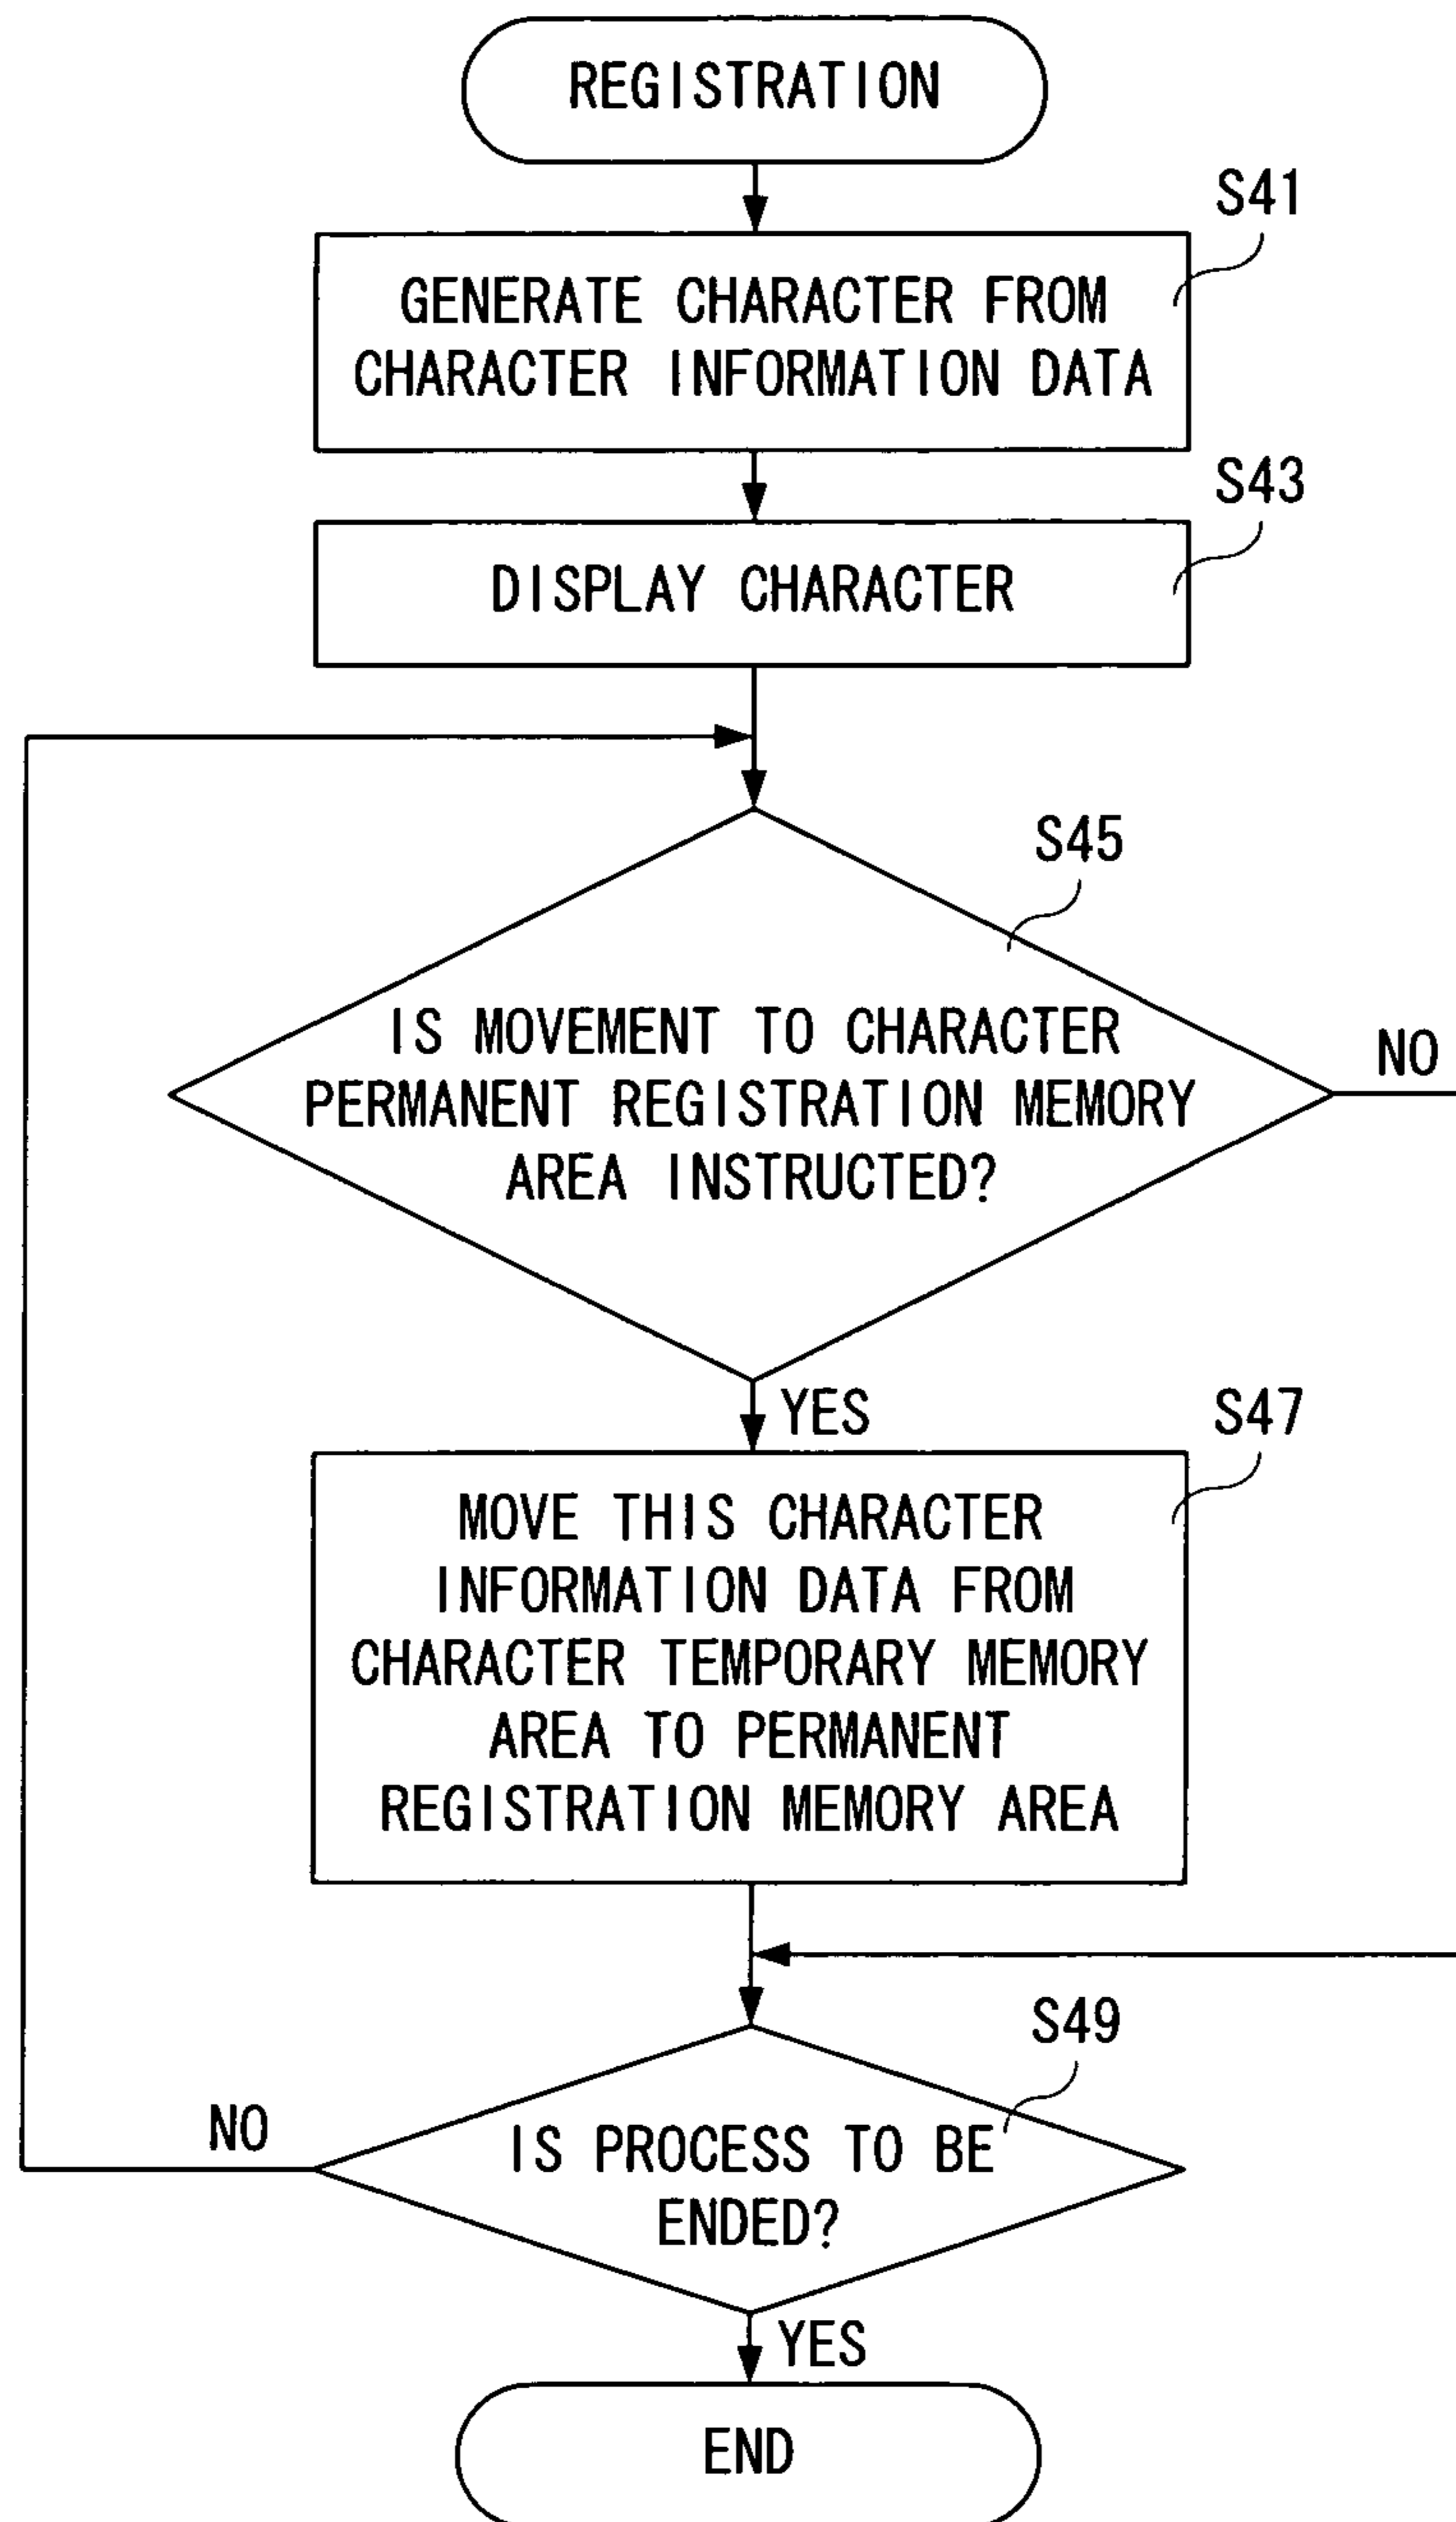 REGISTRATION
S41
GENERATE CHARACTER FROM
CHARACTER INFORMATION DATA
S43
DISPLAY CHARACTER
S45
IS MOVEMENT TO CHARACTER
PERMANENT REGISTRATION MEMORY
AREA INSTRUCTED?
NO
YES
S47
MOVE THIS CHARACTER
INFORMATION DATA FROM
CHARACTER TEMPORARY MEMORY
AREA TO PERMANENT
REGISTRATION MEMORY AREA
S49
NO
IS PROCESS TO BE
ENDED?
YES
END